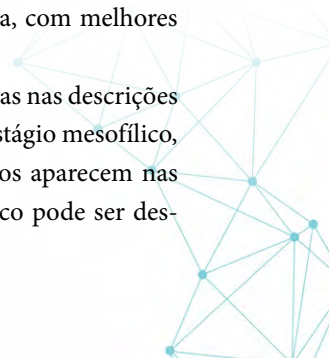 a, com melhores
as nas descrições
stágio mesofílico,
os aparecem nas
co pode ser des-